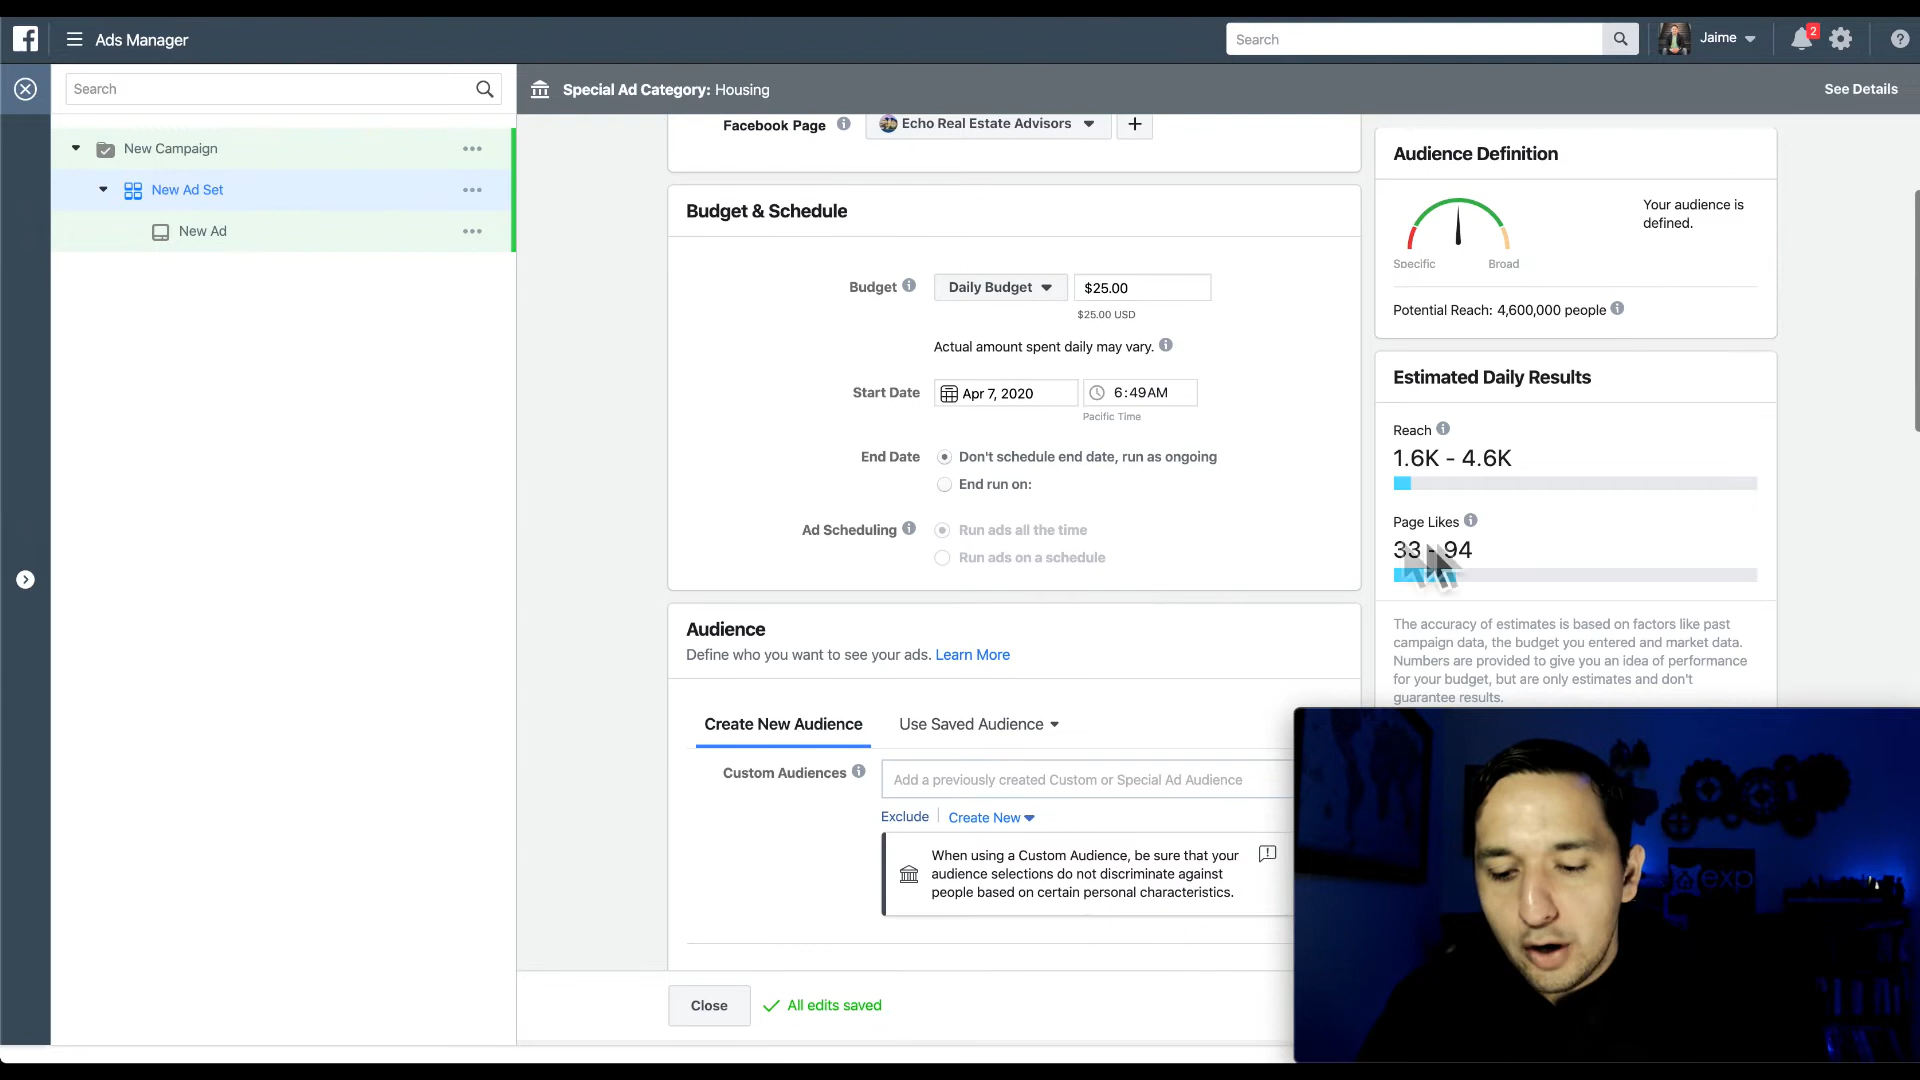 Ads Manager
Search
Jaime
2
Search
Special Ad Category: Housing
See Details
New Campaign
New Ad Set
New Ad
Facebook Page
Echo Real Estate Advisors
Budget & Schedule
Budget
Daily Budget
$25.00
$25.00 USD
Actual amount spent daily may vary.
Start Date
Apr 7, 2020
6:49AM
Pacific Time
End Date
Don't schedule end date, run as ongoing
End run on:
Ad Scheduling
Run ads all the time
Run ads on a schedule
Audience
Define who you want to see your ads. Learn More
Create New Audience
Use Saved Audience
Custom Audiences
Add a previously created Custom or Special Ad Audience
Exclude
Create New
When using a Custom Audience, be sure that your
audience selections do not discriminate against
people based on certain personal characteristics.
Close
All edits saved
Audience Definition
Your audience is
defined.
Specific
Broad
Potential Reach: 4,600,000 people
Estimated Daily Results
Reach
1.6K - 4.6K
Page Likes
33 - 94
The accuracy of estimates is based on factors like past
campaign data, the budget you entered and market data.
Numbers are provided to give you an idea of performance
for your budget, but are only estimates and don't
guarantee results.
exp